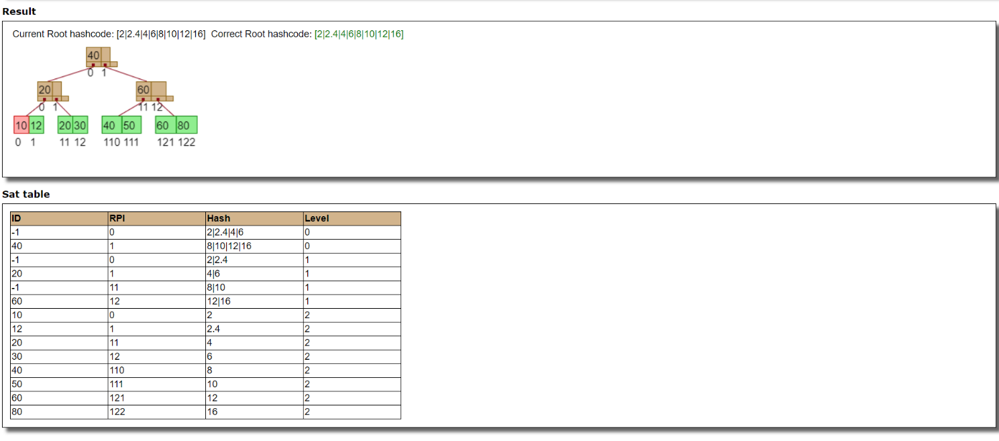 Result
Current Root hashcode: [2|2.4|4|6|8|10|12|16] Correct Root hashcode: [2|2.4|4|6|8|10|12|16]
40
0 1
20 60
0 1 11 12
10 12 20 30 40 50 60 80
0 1 11 12 110 111 121 122
Sat table
ID RPI Hash Level
-1 0 2|2.4|4|6 0
40 1 8|10|12|16 0
-1 0 2|2.4 1
20 1 4|6 1
-1 11 8|10 1
60 12 12|16 1
10 0 2 2
12 1 2.4 2
20 11 4 2
30 12 6 2
40 110 8 2
50 111 10 2
60 121 12 2
80 122 16 2